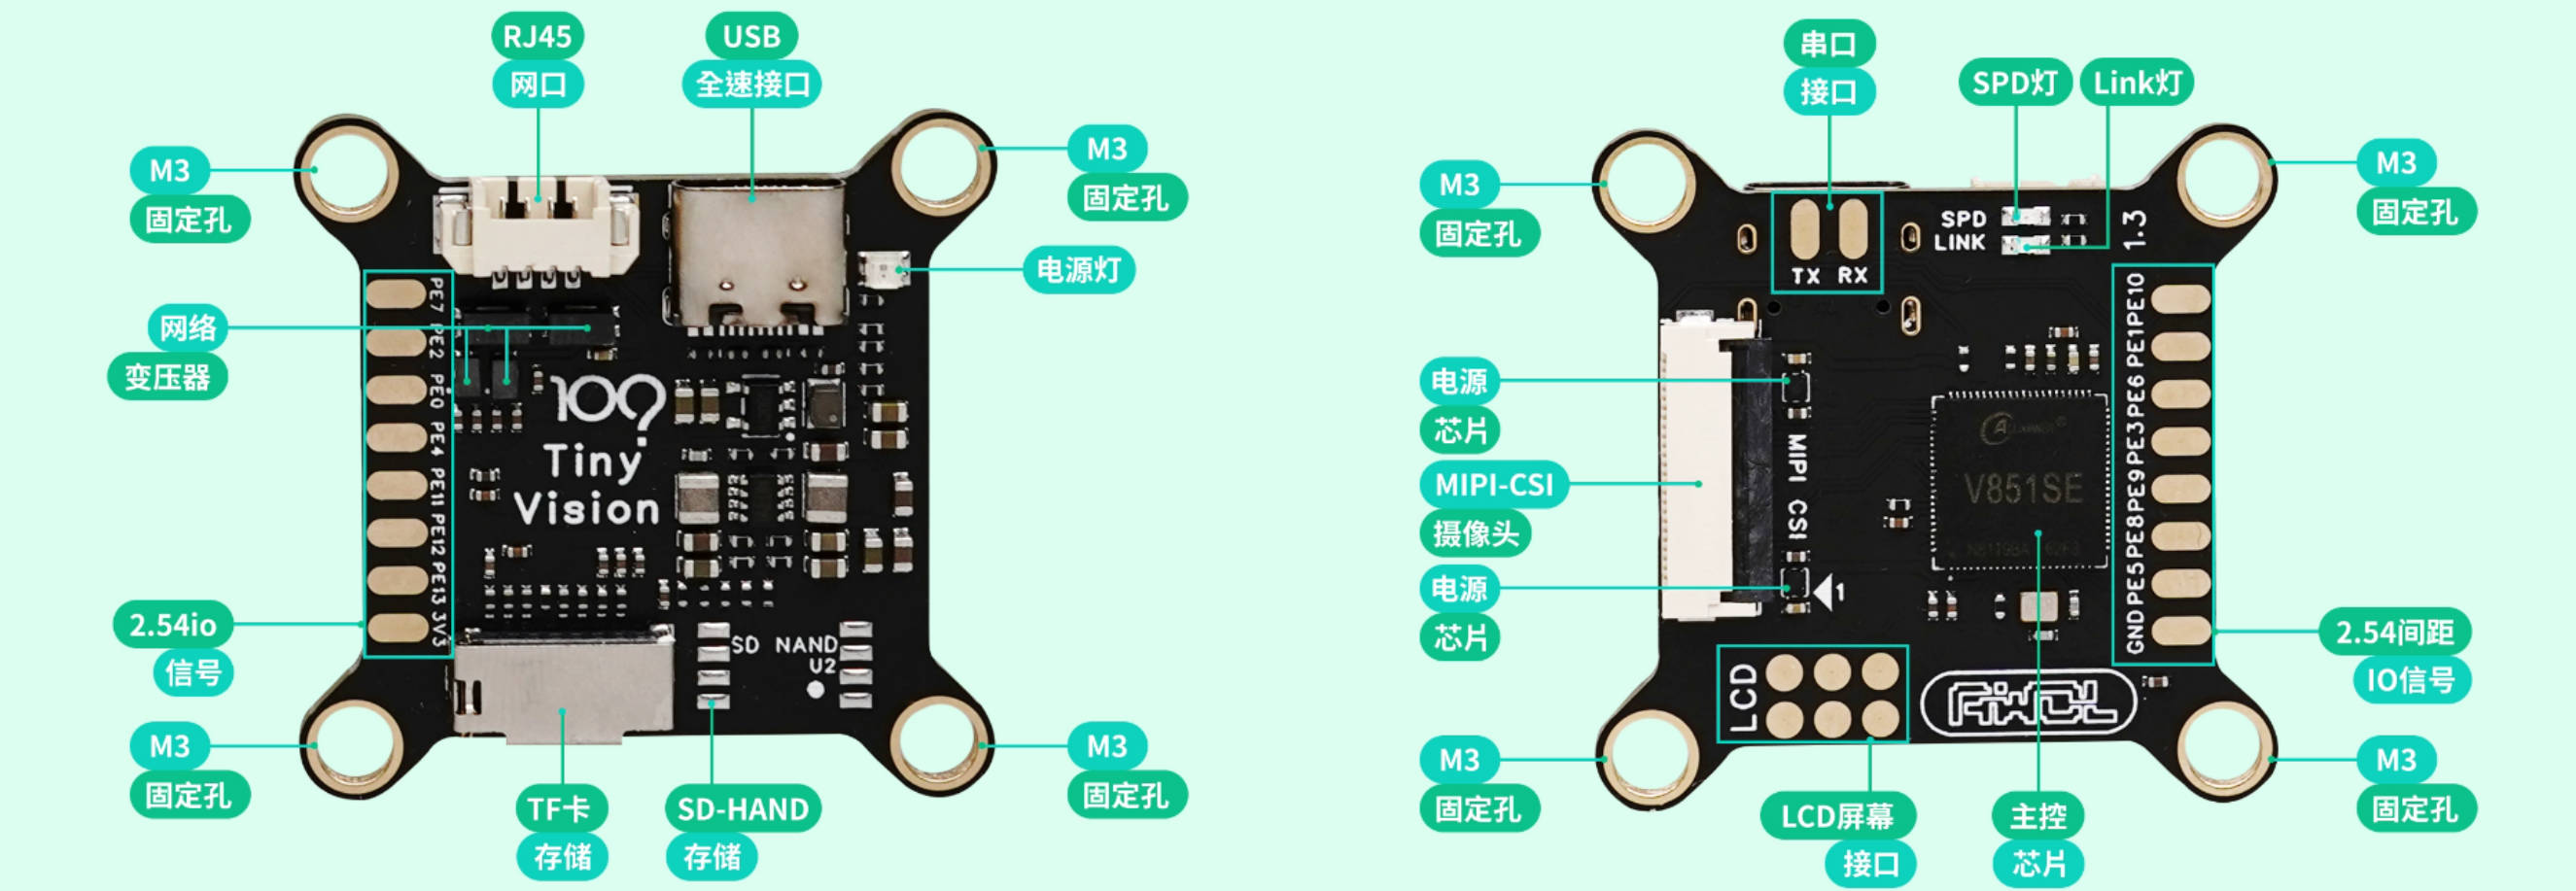 RJ45
网口
USB
全速接口
M3
固定孔
M3
固定孔
电源灯
网络
变压器
PE7
PE2
PE0
PE4
PE11
PE12
PE13
3V3
10?
Tiny
Vision
2.54io
信号
SD
NAND
U2
M3
固定孔
M3
固定孔
TF卡
存储
SD-HAND
存储
串口
接口
SPD灯
Link灯
M3
固定孔
M3
固定孔
SPD
LINK
1.3
TX RX
电源
芯片
MIPI-CSI
摄像头
电源
芯片
MIPI CSI
1
V851SE
PE10
PE1
PE6
PE3
PE9
PE8
PE5
GND
2.54间距
IO信号
LCD
M3
固定孔
M3
固定孔
LCD屏幕
接口
主控
芯片